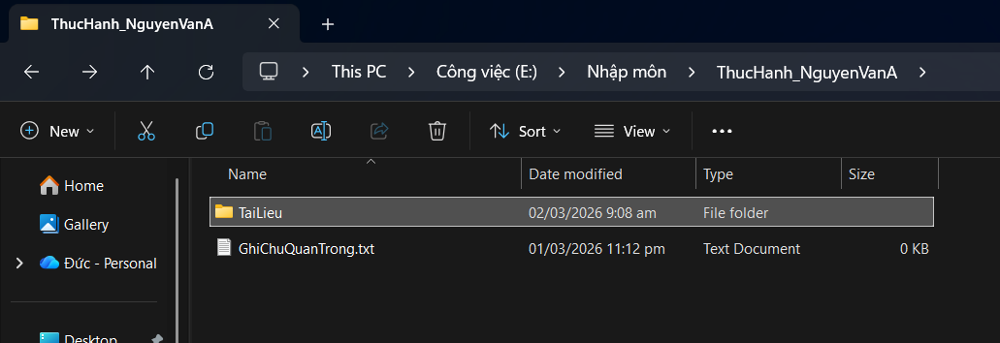 ThucHanh_NguyenVanA
This PC > Công việc (E:) > Nhập môn > ThucHanh_NguyenVanA >
New Sort View
Home
Gallery
Đức - Personal
Desktop
Name Date modified Type Size
TaiLieu 02/03/2026 9:08 am File folder
GhiChuQuanTrong.txt 01/03/2026 11:12 pm Text Document 0 KB